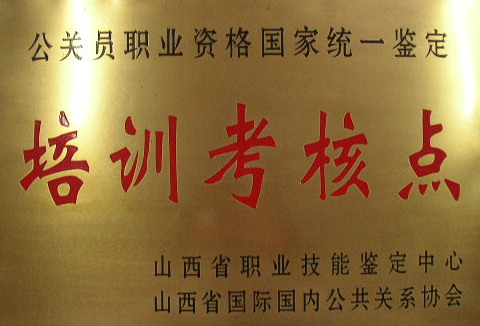 公关员职业资格国家统一鉴定
培训考核点
山西省职业技能鉴定中心
山西省国际国内公共关系协会